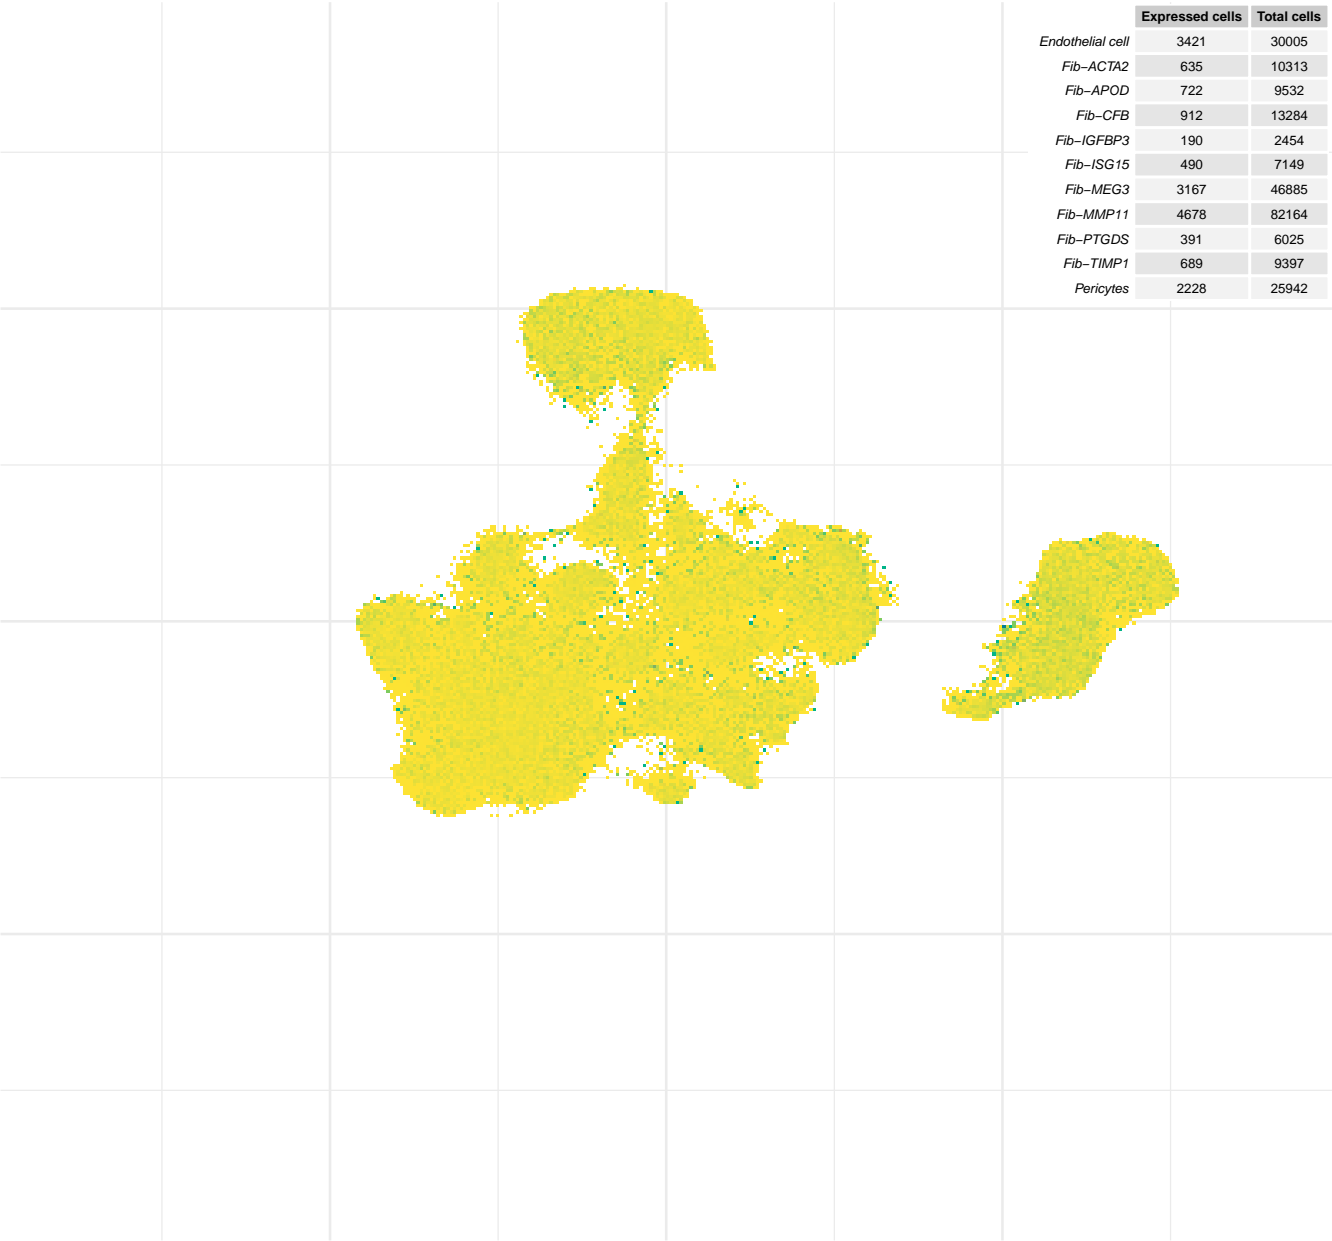 Expressed cells Total cells
Endothelial cell 3421 30005
Fib−ACTA2 635 10313
Fib−APOD 722 9532
Fib−CFB 912 13284
Fib−IGFBP3 190 2454
Fib−ISG15 490 7149
Fib−MEG3 3167 46885
Fib−MMP11 4678 82164
Fib−PTGDS 391 6025
Fib−TIMP1 689 9397
Pericytes 2228 25942